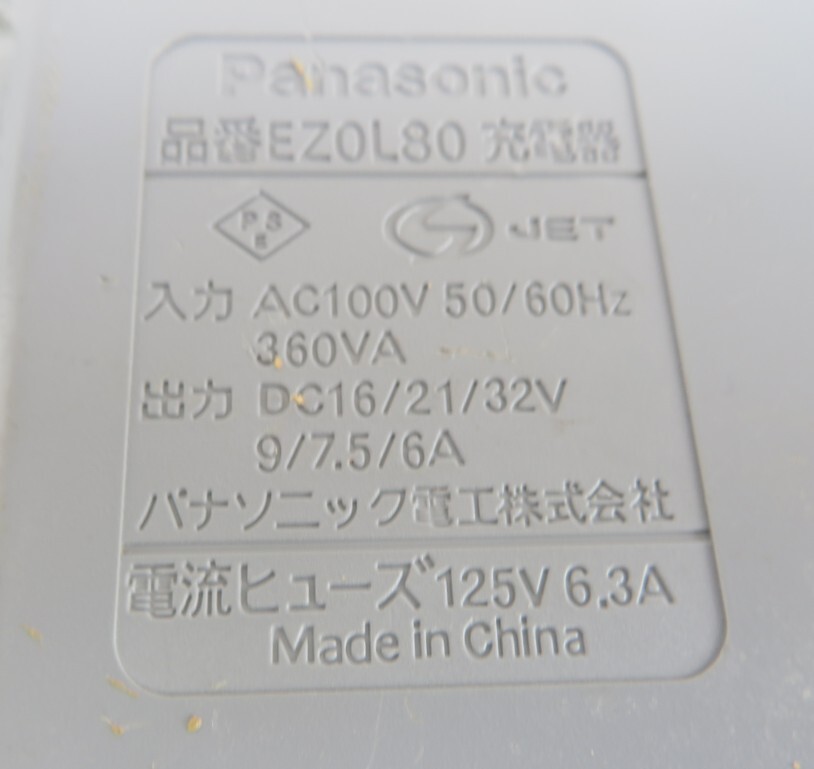 Panasonic
品番EZ0L80 充電器
PSE JET
入力 AC100V 50/60Hz
360VA
出力 DC16/21/32V
9/7.5/6A
パナソニック電工株式会社
電流ヒューズ125V 6.3A
Made in China